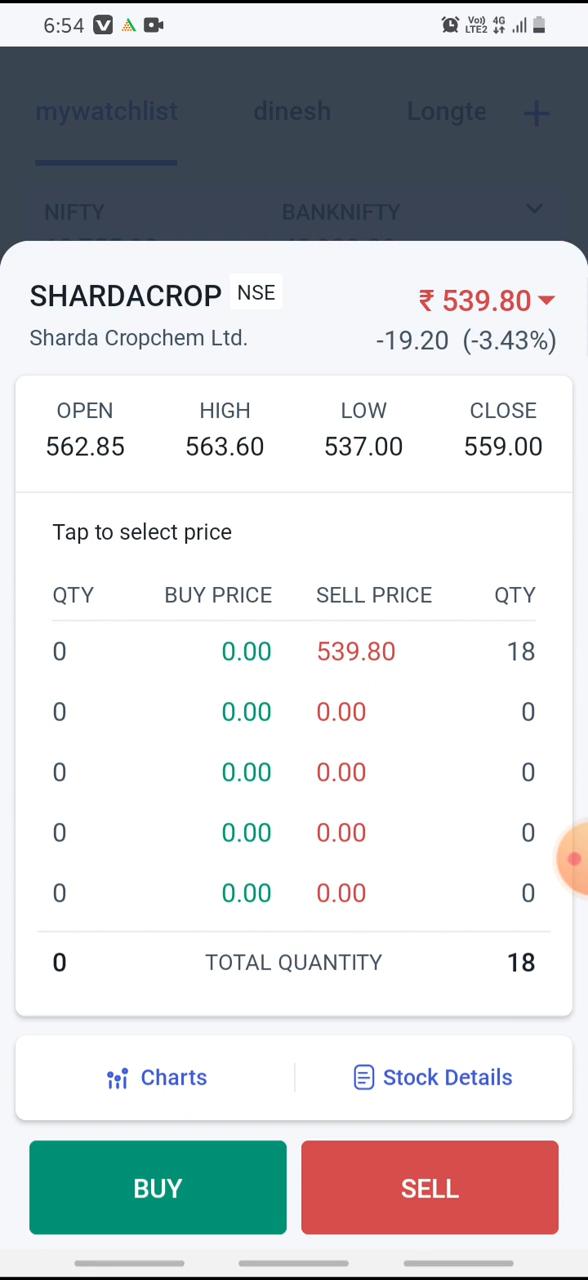 6:54 Vo) 4G LTE2
mywatchlist dinesh Longte +
NIFTY BANKNIFTY
SHARDACROP NSE ₹ 539.80
Sharda Cropchem Ltd. -19.20 (-3.43%)
OPEN HIGH LOW CLOSE
562.85 563.60 537.00 559.00
Tap to select price
QTY BUY PRICE SELL PRICE QTY
0 0.00 539.80 18
0 0.00 0.00 0
0 0.00 0.00 0
0 0.00 0.00 0
0 0.00 0.00 0
0 TOTAL QUANTITY 18
Charts Stock Details
BUY SELL